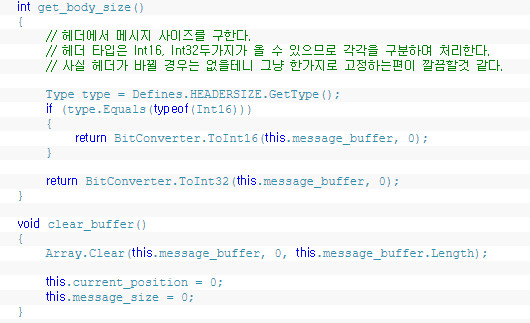 int get_body_size()
{
    // 헤더에서 메시지 사이즈를 구한다.
    // 헤더 타입은 Int16, Int32두가지가 올 수 있으므로 각각을 구분하여 처리한다.
    // 사실 헤더가 바뀔 경우는 없을테니 그냥 한가지로 고정하는편이 깔끔할것 같다.

    Type type = Defines.HEADERSIZE.GetType();
    if (type.Equals(typeof(Int16)))
    {
        return BitConverter.ToInt16(this.message_buffer, 0);
    }

    return BitConverter.ToInt32(this.message_buffer, 0);
}

void clear_buffer()
{
    Array.Clear(this.message_buffer, 0, this.message_buffer.Length);

    this.current_position = 0;
    this.message_size = 0;
}